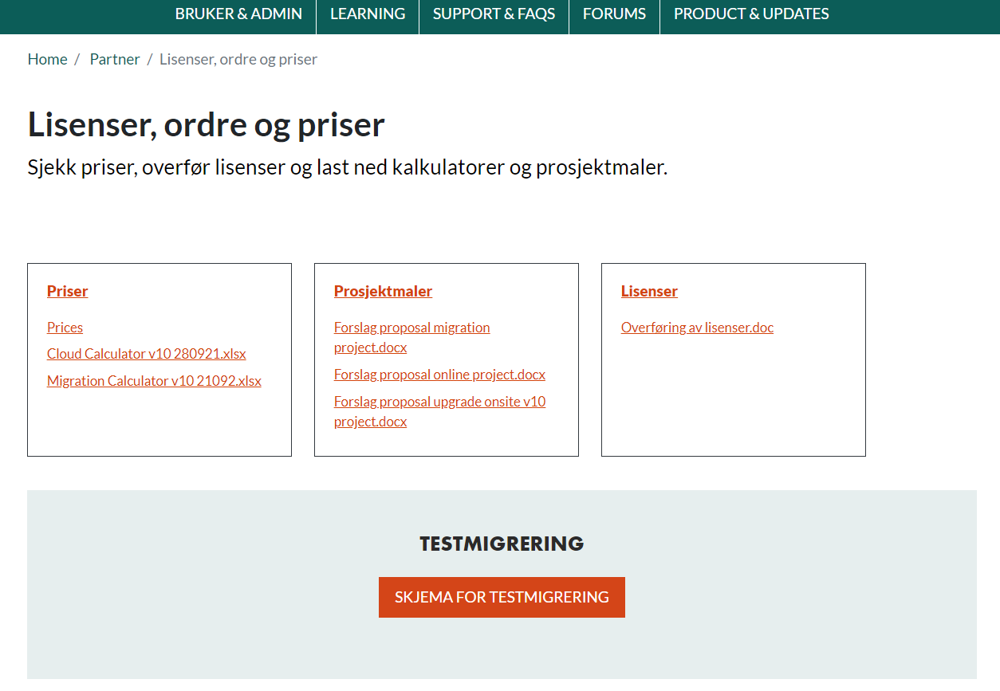 BRUKER & ADMIN LEARNING SUPPORT & FAQS FORUMS PRODUCT & UPDATES
Home / Partner / Lisenser, ordre og priser
Lisenser, ordre og priser
Sjekk priser, overfør lisenser og last ned kalkulatorer og prosjektmaler.
Priser
Prices
Cloud Calculator v10 280921.xlsx
Migration Calculator v10 21092.xlsx
Prosjektmaler
Forslag proposal migration
project.docx
Forslag proposal online project.docx
Forslag proposal upgrade onsite v10
project.docx
Lisenser
Overføring av lisenser.doc
TESTMIGRERING
SKJEMA FOR TESTMIGRERING